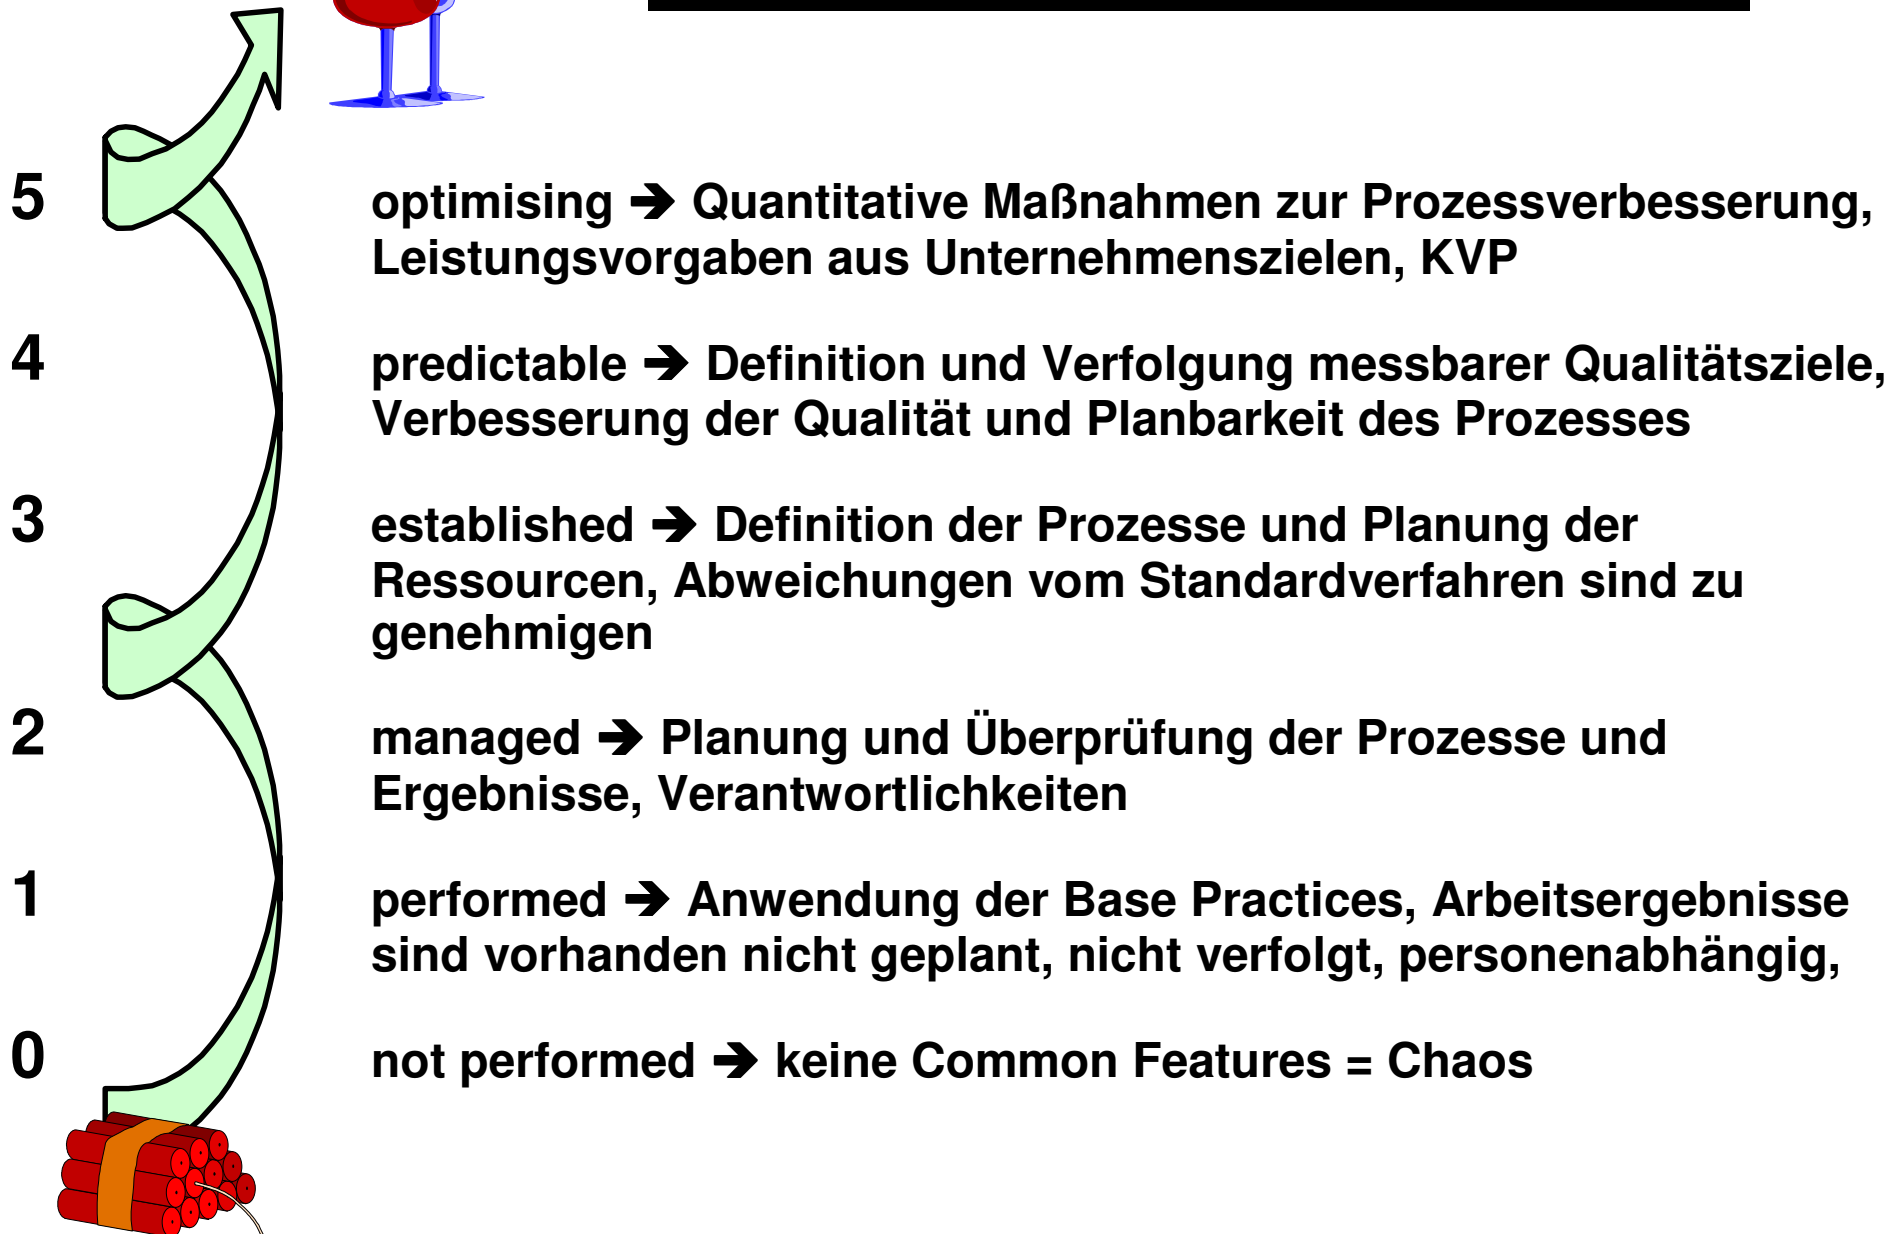 5 optimising ➔ Quantitative Maßnahmen zur Prozessverbesserung,
Leistungsvorgaben aus Unternehmenszielen, KVP
4 predictable ➔ Definition und Verfolgung messbarer Qualitätsziele,
Verbesserung der Qualität und Planbarkeit des Prozesses
3 established ➔ Definition der Prozesse und Planung der
Ressourcen, Abweichungen vom Standardverfahren sind zu
genehmigen
2 managed ➔ Planung und Überprüfung der Prozesse und
Ergebnisse, Verantwortlichkeiten
1 performed ➔ Anwendung der Base Practices, Arbeitsergebnisse
sind vorhanden nicht geplant, nicht verfolgt, personenabhängig,
0 not performed ➔ keine Common Features = Chaos